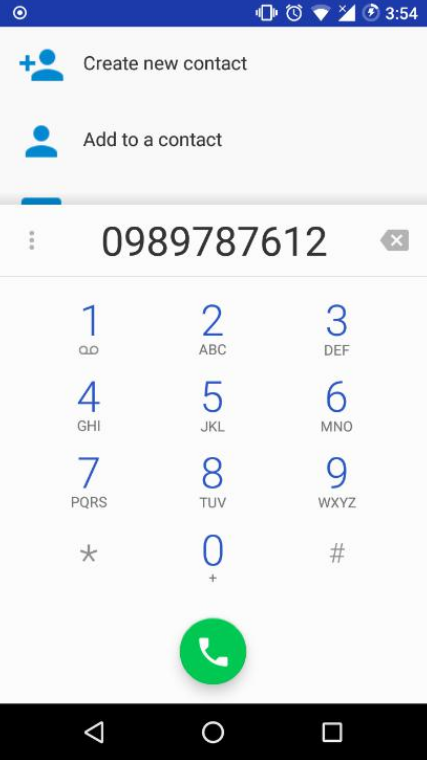 3:54
Create new contact
Add to a contact
0989787612
1 2 3
ABC DEF
4 5 6
GHI JKL MNO
7 8 9
PQRS TUV WXYZ
* 0 #
+